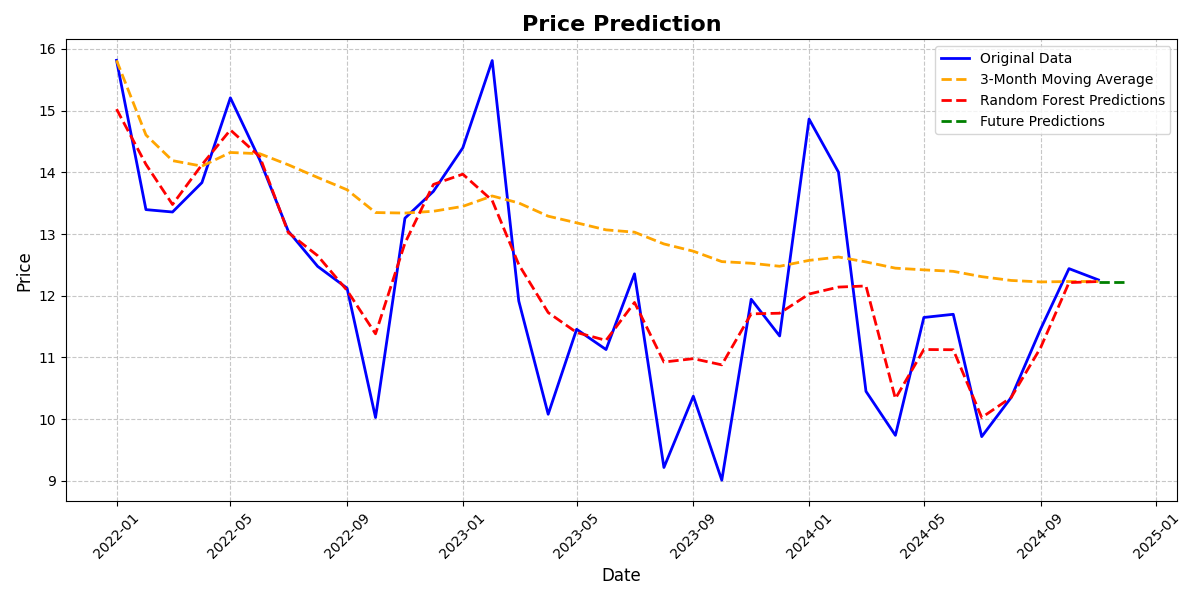 Price Prediction
16
15
14
13
12
11
10
9
Price
Original Data
3-Month Moving Average
Random Forest Predictions
Future Predictions
2022-01
2022-05
2022-09
2023-01
2023-05
2023-09
2024-01
2024-05
2024-09
2025-01
Date